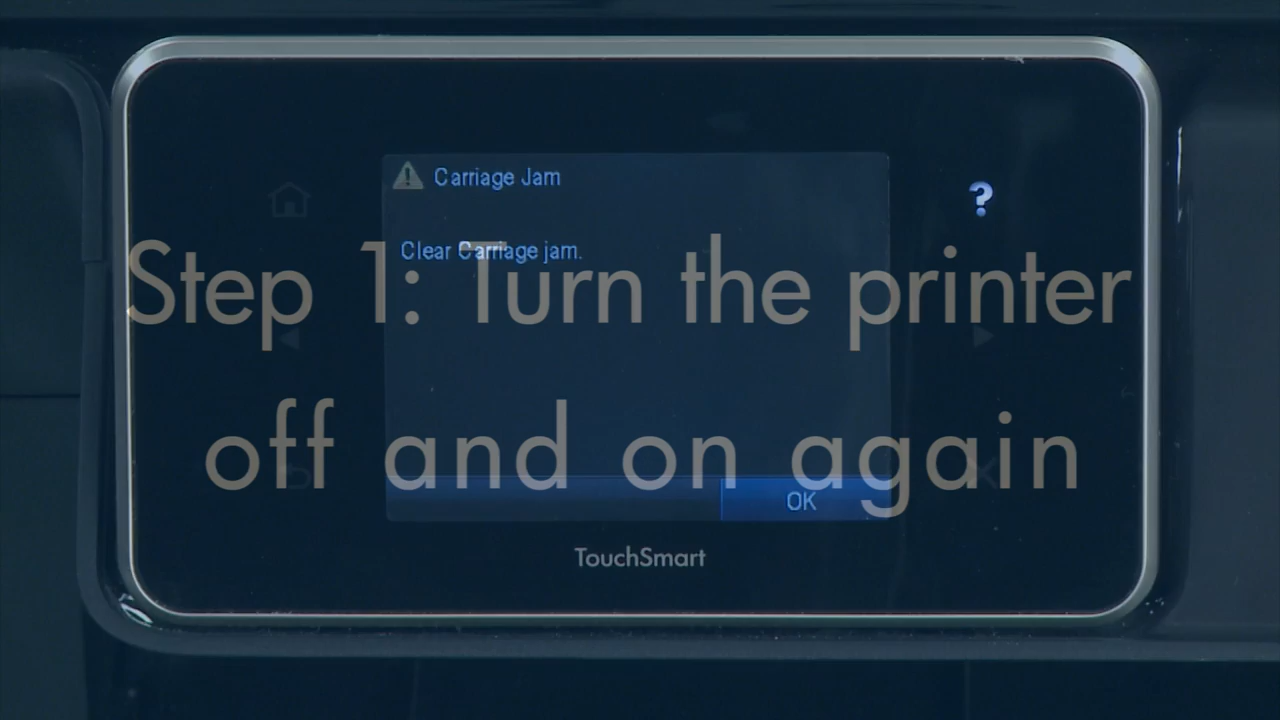 Carriage Jam
Clear Carriage jam.
Step 1: Turn the printer
off and on again
OK
TouchSmart